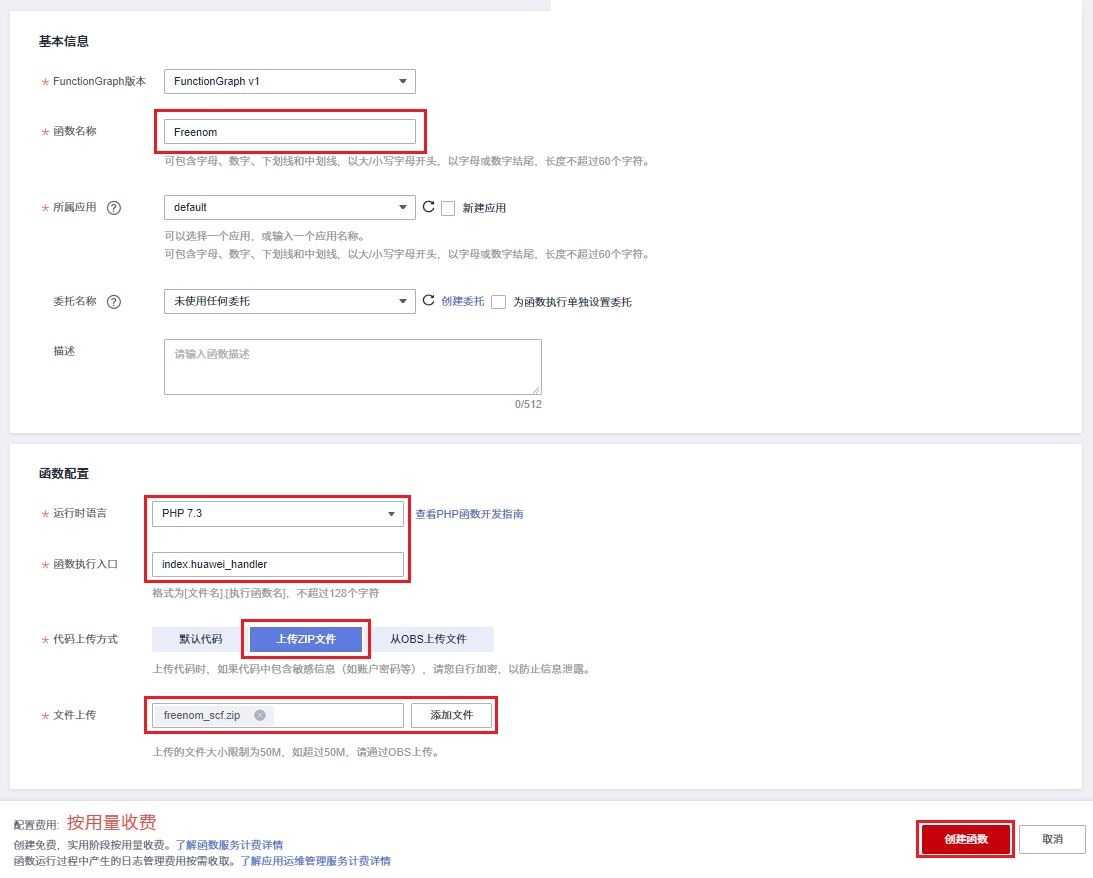 基本信息
* FunctionGraph版本 FunctionGraph v1
* 函数名称 Freenom
可包含字母、数字、下划线和中划线，以大/小写字母开头，以字母或数字结尾，长度不超过60个字符。
* 所属应用 ? default 新建应用
可以选择一个应用，或输入一个应用名称。
可包含字母、数字、下划线和中划线，以大/小写字母开头，以字母或数字结尾，长度不超过60个字符。
委托名称 ? 未使用任何委托 创建委托 为函数执行单独设置委托
描述 请输入函数描述
0/512
函数配置
* 运行时语言 PHP 7.3 查看PHP函数开发指南
* 函数执行入口 index.huawei_handler
格式为[文件名].[执行函数名]，不超过128个字符
* 代码上传方式 默认代码 上传ZIP文件 从OBS上传文件
上传代码时，如果代码中包含敏感信息（如账户密码等），请您自行加密，以防止信息泄露。
* 文件上传 freenom_scf.zip 添加文件
上传的文件大小限制为50M，如超过50M，请通过OBS上传。
配置费用: 按用量收费
创建免费，实用阶段按用量收费。了解函数服务计费详情
函数运行过程中产生的日志管理费用按需收取。了解应用运维管理服务计费详情
创建函数 取消